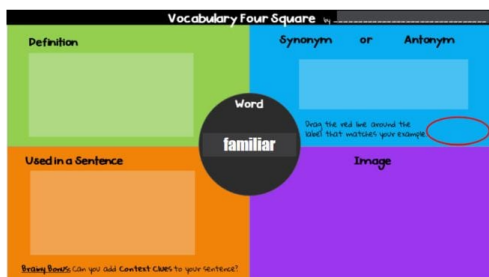 Vocabulary Four Square by
Definition
Synonym or Antonym
Drag the red line around the
label that matches your example
Word
familiar
Used in a Sentence
Image
Brainy Bonus: Can you add Context Clues to your sentence?